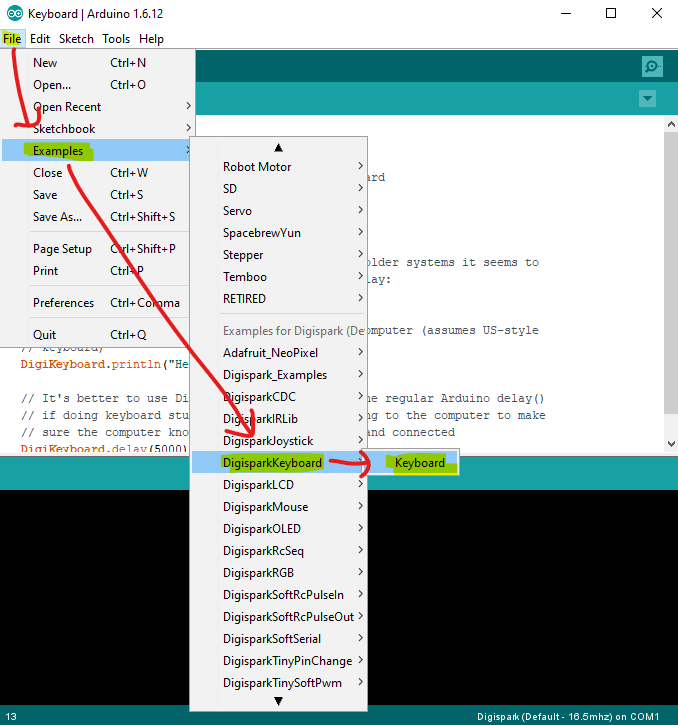 Keyboard | Arduino 1.6.12
File Edit Sketch Tools Help
New Ctrl+N
Open... Ctrl+O
Open Recent
Sketchbook
Examples
Close Ctrl+W
Save Ctrl+S
Save As... Ctrl+Shift+S
Page Setup Ctrl+Shift+P
Print Ctrl+P
Preferences Ctrl+Comma
Quit Ctrl+Q
Robot Motor
SD
Servo
SpacebrewYun
Stepper
Temboo
RETIRED
Examples for Digispark (De
Adafruit_NeoPixel
Digispark_Examples
DigisparkCDC
DigisparkIRLib
DigisparkJoystick
DigisparkKeyboard
DigisparkLCD
DigisparkMouse
DigisparkOLED
DigisparkRcSeq
DigisparkRGB
DigisparkSoftRcPulseIn
DigisparkSoftRcPulseOut
DigisparkSoftSerial
DigisparkTinyPinChange
DigisparkTinySoftPwm
Keyboard
ard
older systems it seems to
lay:
omputer (assumes US-style
// keyboard)
DigiKeyboard.println("He
// It's better to use Di he regular Arduino delay()
// if doing keyboard stu ng to the computer to make
// sure the computer kno and connected
DigiKeyboard.delay(5000)
13 Digispark (Default - 16.5mhz) on COM1